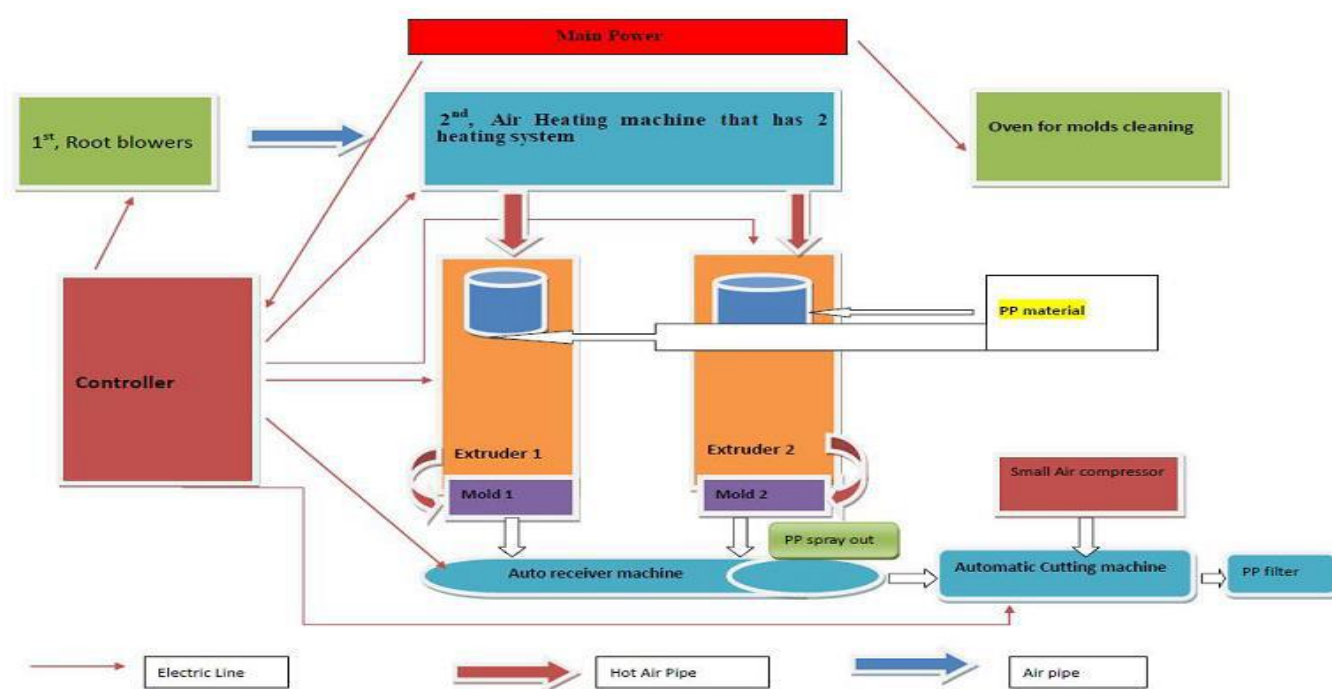 Main Power
1st, Root blowers
2nd, Air Heating machine that has 2
heating system
Oven for molds cleaning
PP material
Controller
Extruder 1
Extruder 2
Mold 1
Mold 2
Small Air compressor
PP spray out
Auto receiver machine
Automatic Cutting machine
PP filter
Electric Line
Hot Air Pipe
Air pipe